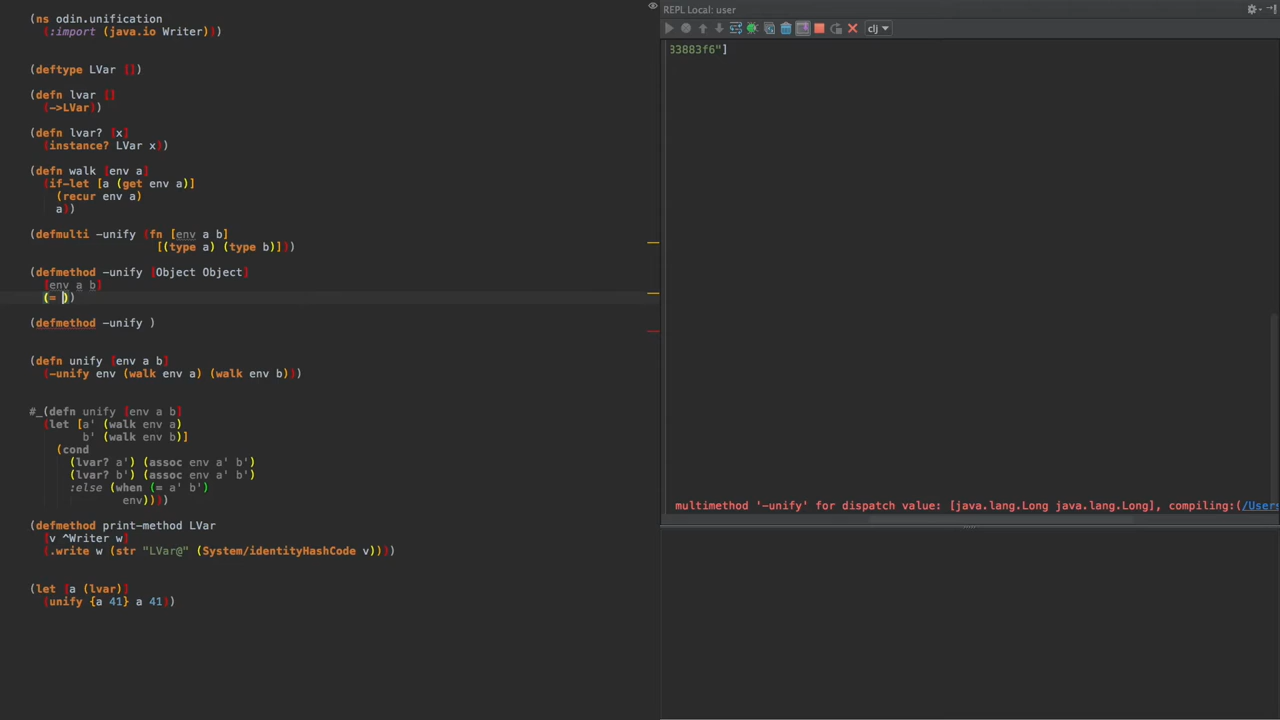 (ns odin.unification
(:import (java.io Writer)))
(deftype LVar [])
(defn lvar []
(->LVar))
(defn lvar? [x]
(instance? LVar x))
(defn walk [env a]
(if-let [a (get env a)]
(recur env a)
a))
(defmulti -unify (fn [env a b]
[(type a) (type b)]))
(defmethod -unify [Object Object]
[env a b]
(= ))
(defmethod -unify )
(defn unify [env a b]
(-unify env (walk env a) (walk env b)))
#_(defn unify [env a b]
(let [a' (walk env a)
b' (walk env b)]
(cond
(lvar? a') (assoc env a' b')
(lvar? b') (assoc env a' b')
:else (when (= a' b')
env))))
(defmethod print-method LVar
[v ^Writer w]
(.write w (str "LVar@" (System/identityHashCode v))))
(let [a (lvar)]
(unify {a 41} a 41))
REPL Local: user
clj
33883f6"]
multimethod '-unify' for dispatch value: [java.lang.Long java.lang.Long], compiling:(/Users